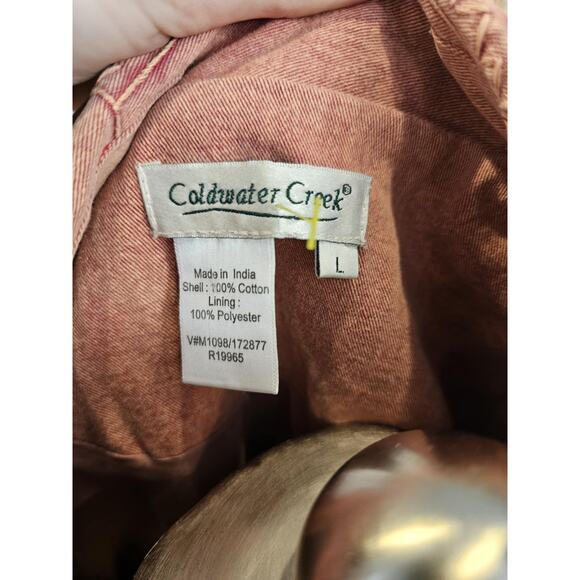 Coldwater Creek®
L
Made in India
Shell : 100% Cotton
Lining :
100% Polyester
V#M1098/172877
R19965